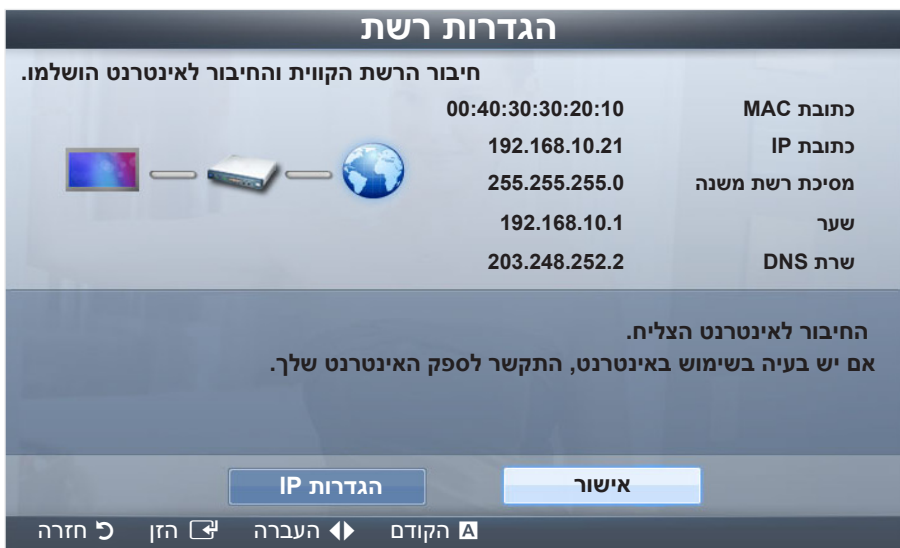 הגדרות רשת
חיבור הרשת הקווית והחיבור לאינטרנט הושלמו.
כתובת MAC 00:40:30:30:20:10
כתובת IP 192.168.10.21
מסיכת רשת משנה 255.255.255.0
שער 192.168.10.1
שרת DNS 203.248.252.2
החיבור לאינטרנט הצליח.
אם יש בעיה בשימוש באינטרנט, התקשר לספק האינטרנט שלך.
אישור הגדרות IP
A הקודם העברה הזן חזרה